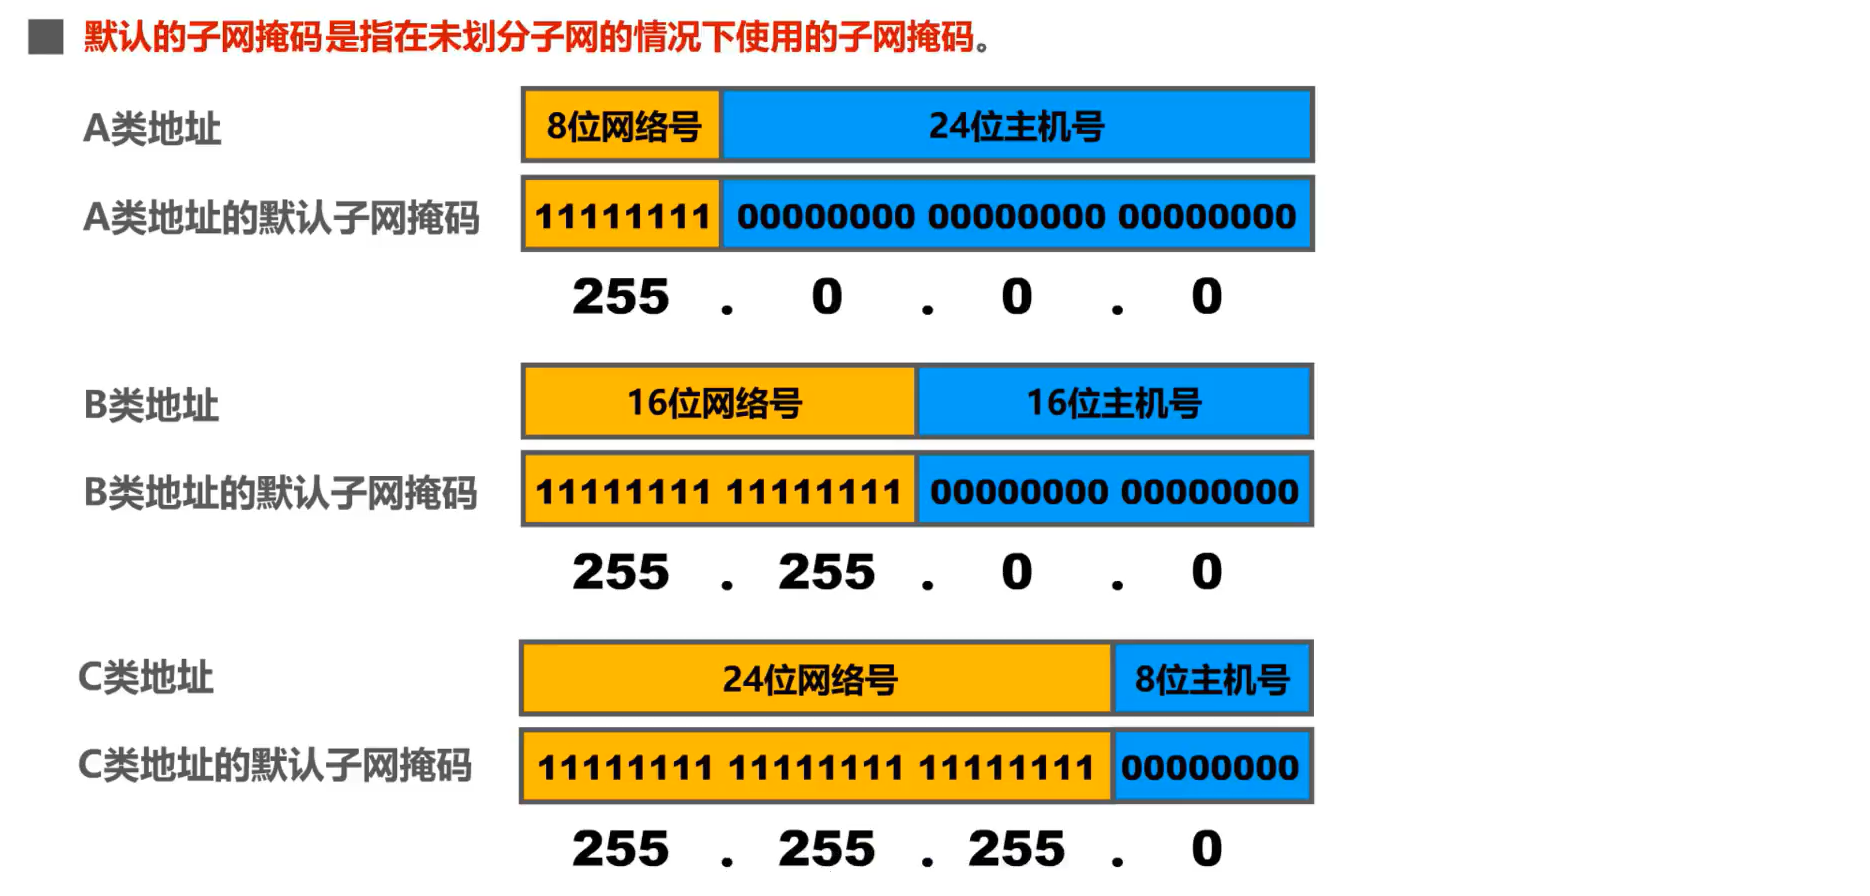 默认的子网掩码是指在未划分子网的情况下使用的子网掩码。
A类地址 8位网络号 24位主机号
A类地址的默认子网掩码 11111111 00000000 00000000 00000000
255 . 0 . 0 . 0
B类地址 16位网络号 16位主机号
B类地址的默认子网掩码 11111111 11111111 00000000 00000000
255 . 255 . 0 . 0
C类地址 24位网络号 8位主机号
C类地址的默认子网掩码 11111111 11111111 11111111 00000000
255 . 255 . 255 . 0